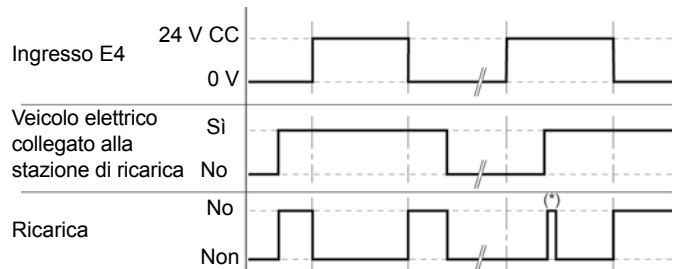 24 V CC
Ingresso E4
0 V
Veicolo elettrico
collegato alla
stazione di ricarica
Sì
No
(*)
No
Ricarica
Non